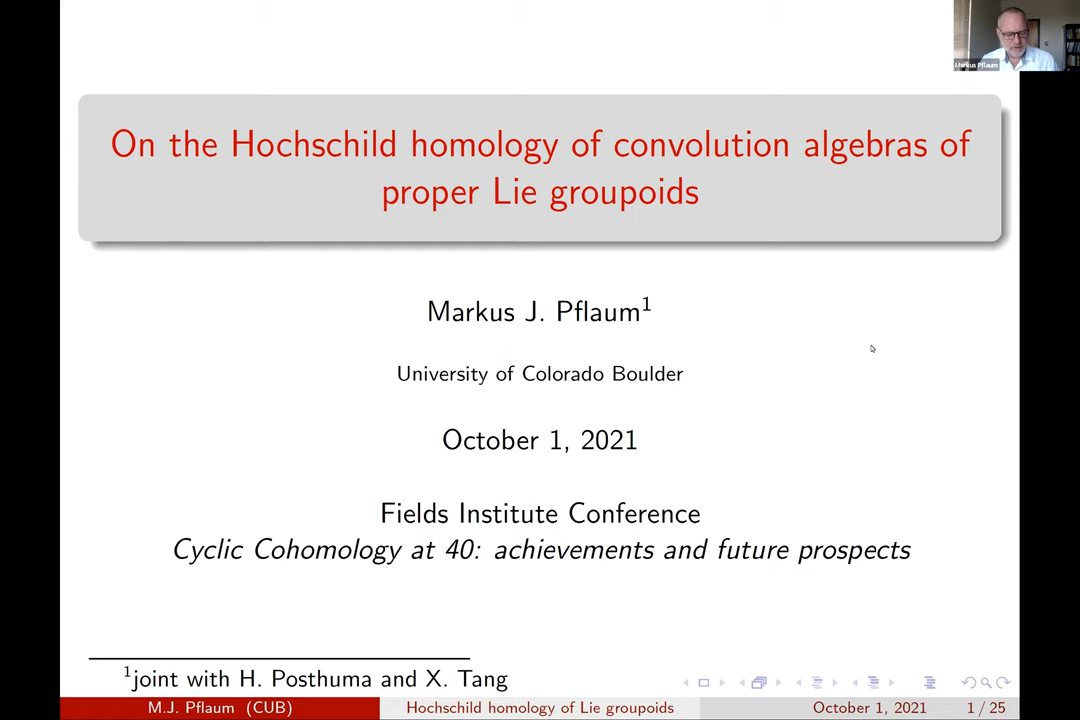 Markus Pflaum
On the Hochschild homology of convolution algebras of
proper Lie groupoids
Markus J. Pflaum¹
University of Colorado Boulder
October 1, 2021
Fields Institute Conference
Cyclic Cohomology at 40: achievements and future prospects
¹joint with H. Posthuma and X. Tang
M.J. Pflaum (CUB) Hochschild homology of Lie groupoids October 1, 2021 1 / 25